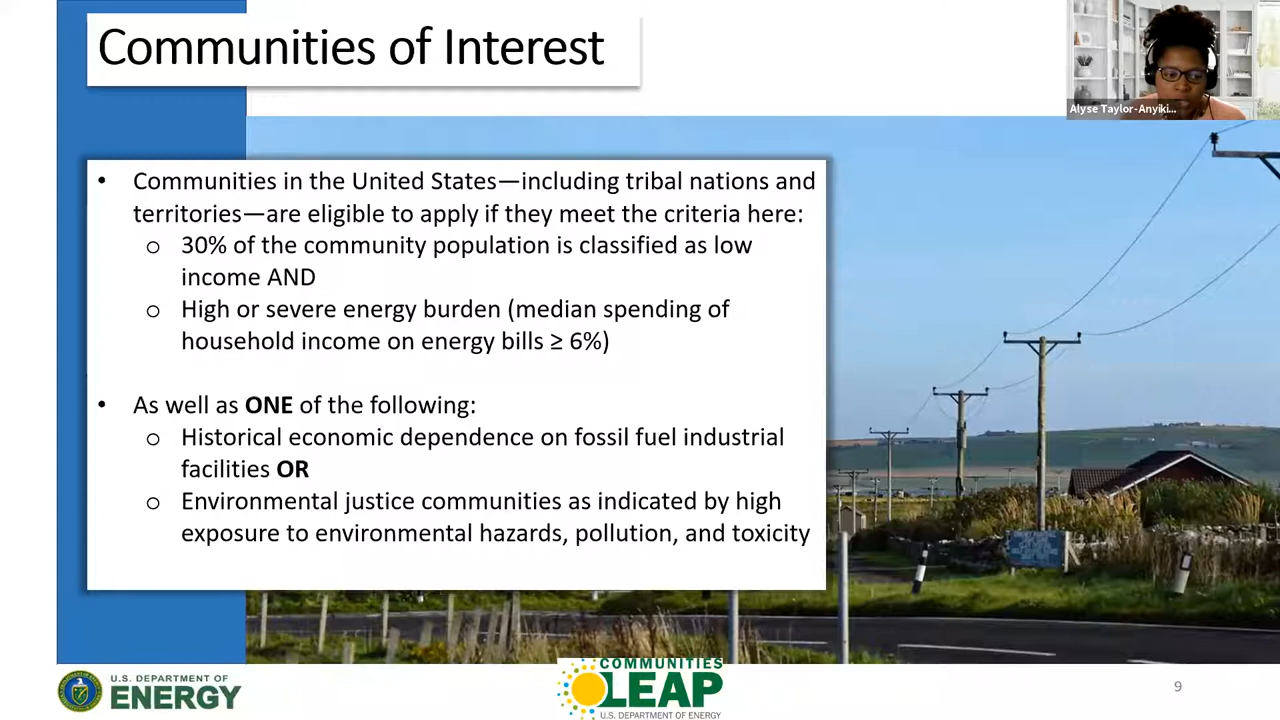 Communities of Interest
Alyse Taylor-Anyiki...
• Communities in the United States—including tribal nations and
territories—are eligible to apply if they meet the criteria here:
o 30% of the community population is classified as low
income AND
o High or severe energy burden (median spending of
household income on energy bills ≥ 6%)
• As well as ONE of the following:
o Historical economic dependence on fossil fuel industrial
facilities OR
o Environmental justice communities as indicated by high
exposure to environmental hazards, pollution, and toxicity
U.S. DEPARTMENT OF
ENERGY
COMMUNITIES
LEAP
U.S. DEPARTMENT OF ENERGY
9